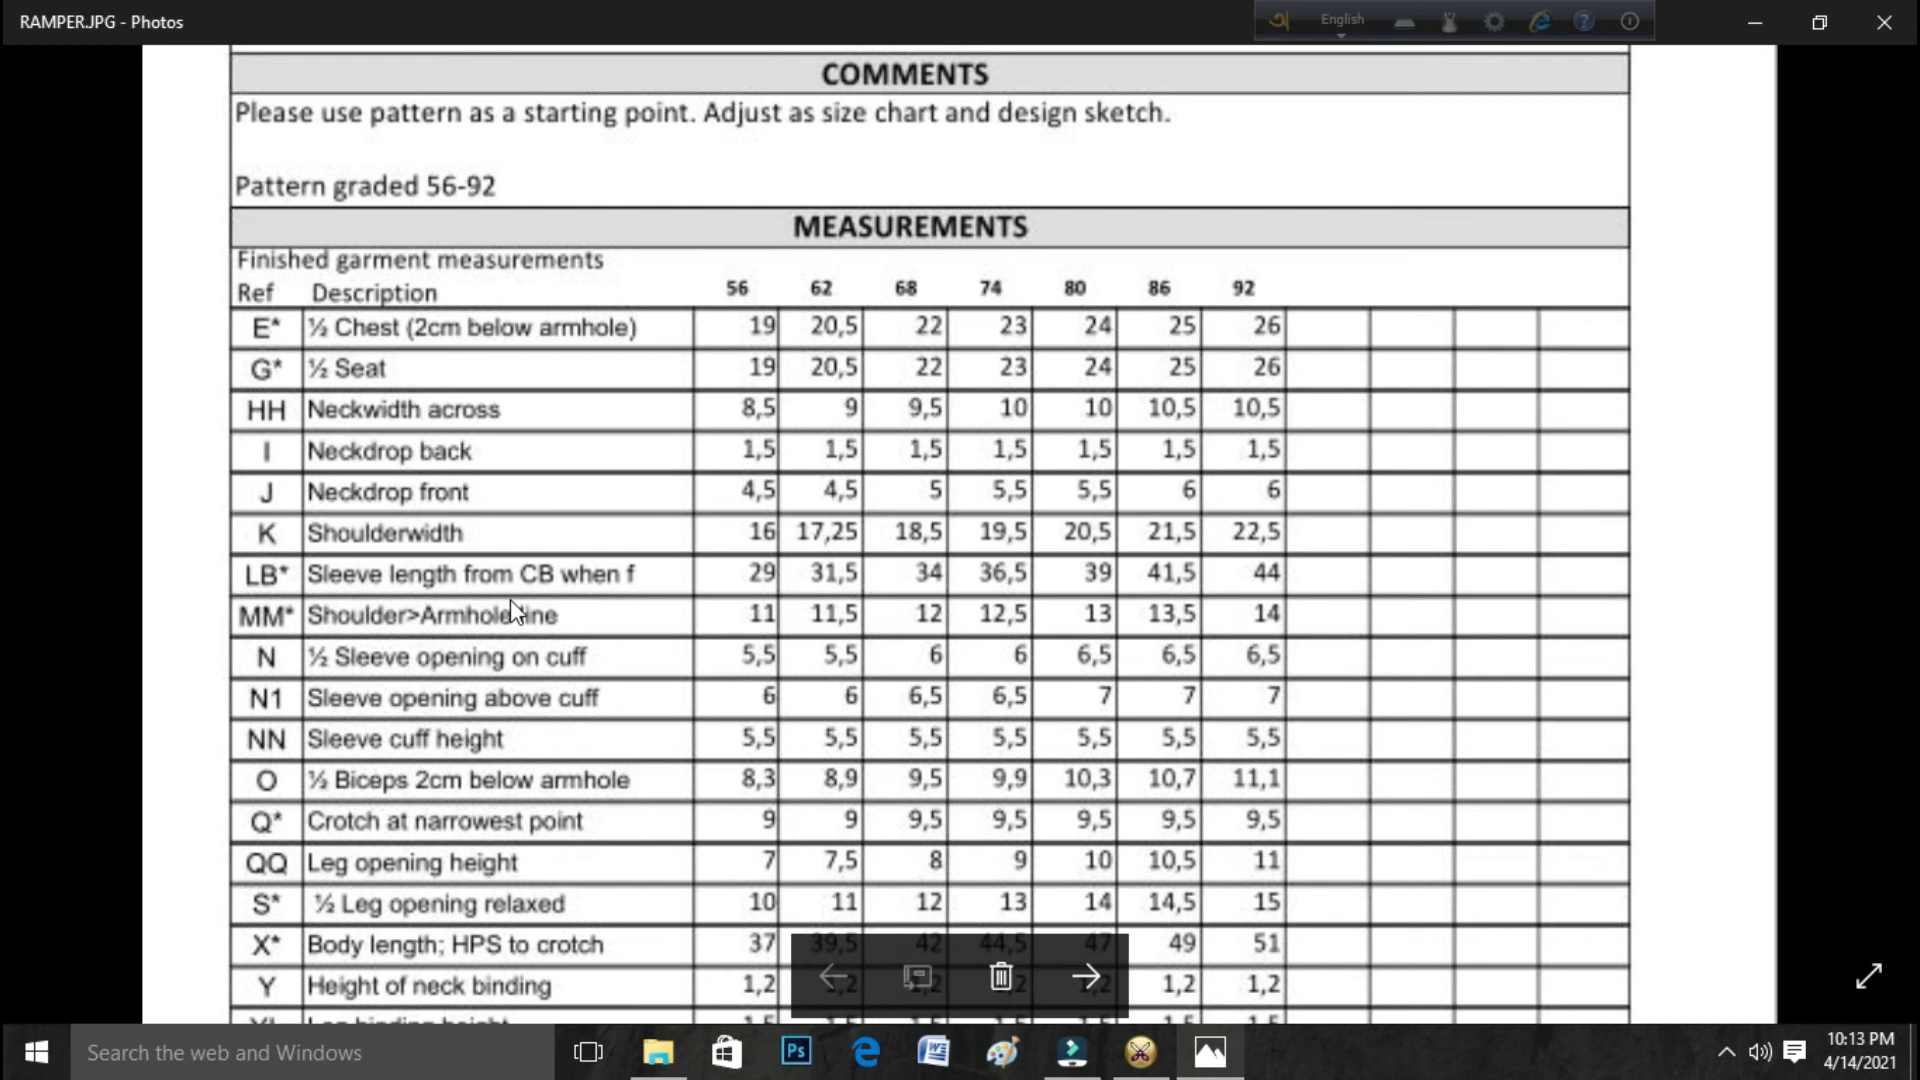 RAMPER.JPG - Photos
English
COMMENTS
Please use pattern as a starting point. Adjust as size chart and design sketch.
Pattern graded 56-92
MEASUREMENTS
Finished garment measurements
Ref Description 56 62 68 74 80 86 92
E* ½ Chest (2cm below armhole) 19 20,5 22 23 24 25 26
G* ½ Seat 19 20,5 22 23 24 25 26
HH Neckwidth across 8,5 9 9,5 10 10 10,5 10,5
I Neckdrop back 1,5 1,5 1,5 1,5 1,5 1,5 1,5
J Neckdrop front 4,5 4,5 5 5,5 5,5 6 6
K Shoulderwidth 16 17,25 18,5 19,5 20,5 21,5 22,5
LB* Sleeve length from CB when f 29 31,5 34 36,5 39 41,5 44
MM* Shoulder>Armhole line 11 11,5 12 12,5 13 13,5 14
N ½ Sleeve opening on cuff 5,5 5,5 6 6 6,5 6,5 6,5
N1 Sleeve opening above cuff 6 6 6,5 6,5 7 7 7
NN Sleeve cuff height 5,5 5,5 5,5 5,5 5,5 5,5 5,5
O ½ Biceps 2cm below armhole 8,3 8,9 9,5 9,9 10,3 10,7 11,1
Q* Crotch at narrowest point 9 9 9,5 9,5 9,5 9,5 9,5
QQ Leg opening height 7 7,5 8 9 10 10,5 11
S* ½ Leg opening relaxed 10 11 12 13 14 14,5 15
X* Body length; HPS to crotch 37 39,5 42 44,5 47 49 51
Y Height of neck binding 1,2 1,2 1,2
Search the web and Windows
Ps
10:13 PM
4/14/2021